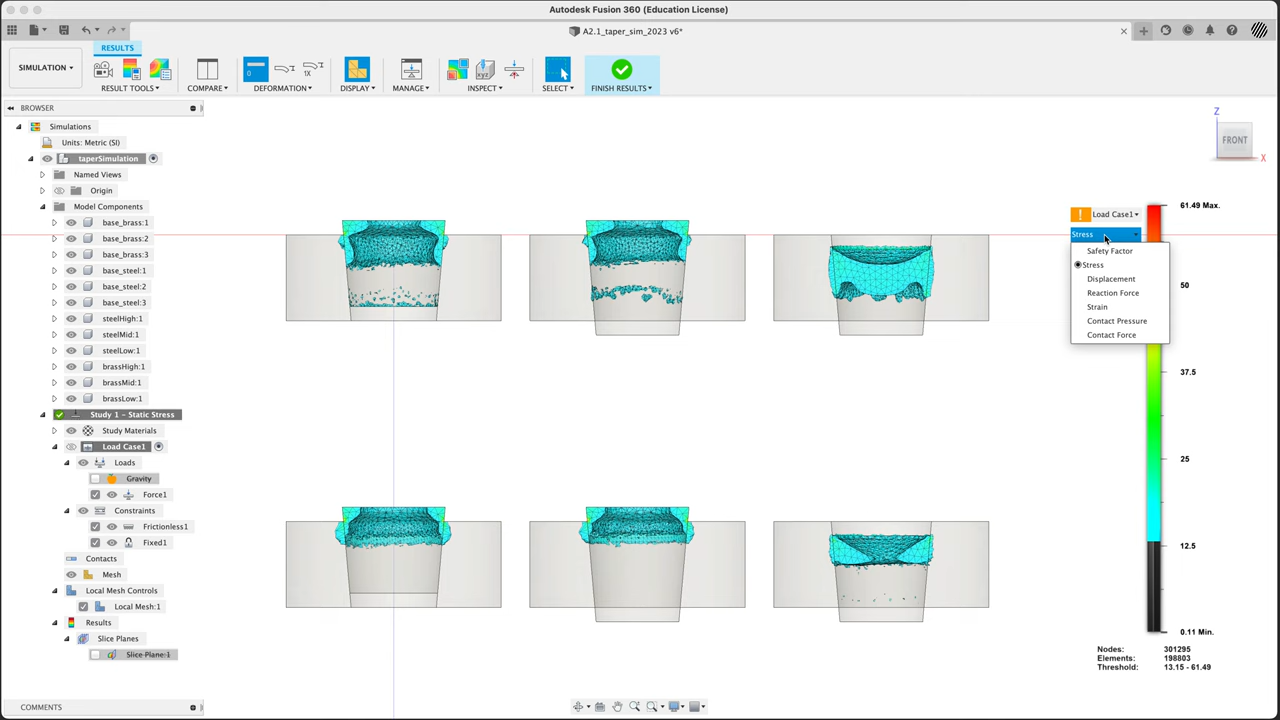 Autodesk Fusion 360 (Education License)
A2.1_taper_sim_2023 v6*
RESULTS
SIMULATION
RESULT TOOLS
COMPARE
DEFORMATION
DISPLAY
MANAGE
INSPECT
SELECT
FINISH RESULTS
BROWSER
Simulations
Units: Metric (SI)
taperSimulation
Named Views
Origin
Model Components
base_brass:1
base_brass:2
base_brass:3
base_steel:1
base_steel:2
base_steel:3
steelHigh:1
steelMid:1
steelLow:1
brassHigh:1
brassMid:1
brassLow:1
Study 1 - Static Stress
Study Materials
Load Case1
Loads
Gravity
Force1
Constraints
Frictionless1
Fixed1
Contacts
Mesh
Local Mesh Controls
Local Mesh:1
Results
Slice Planes
Slice Plane:1
COMMENTS
Z
FRONT
X
Load Case1
Stress
Safety Factor
Stress
Displacement
Reaction Force
Strain
Contact Pressure
Contact Force
61.49 Max.
50
37.5
25
12.5
0.11 Min.
Nodes: 301295
Elements: 198803
Threshold: 13.15 - 61.49